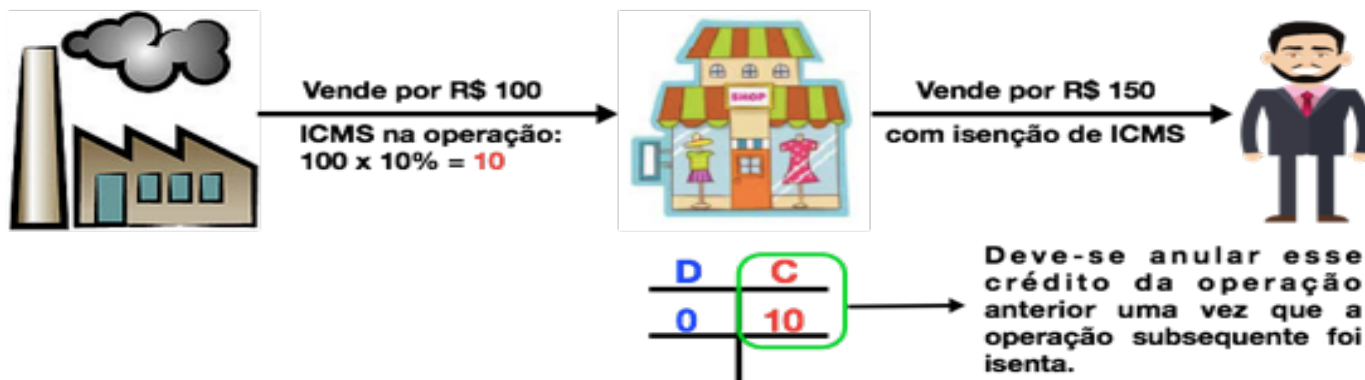 Vende por R$ 100
ICMS na operação:
100 x 10% = 10
SHOP
Vende por R$ 150
com isenção de ICMS
D C
0 10
Deve-se anular esse
crédito da operação
anterior uma vez que a
operação subsequente foi
isenta.